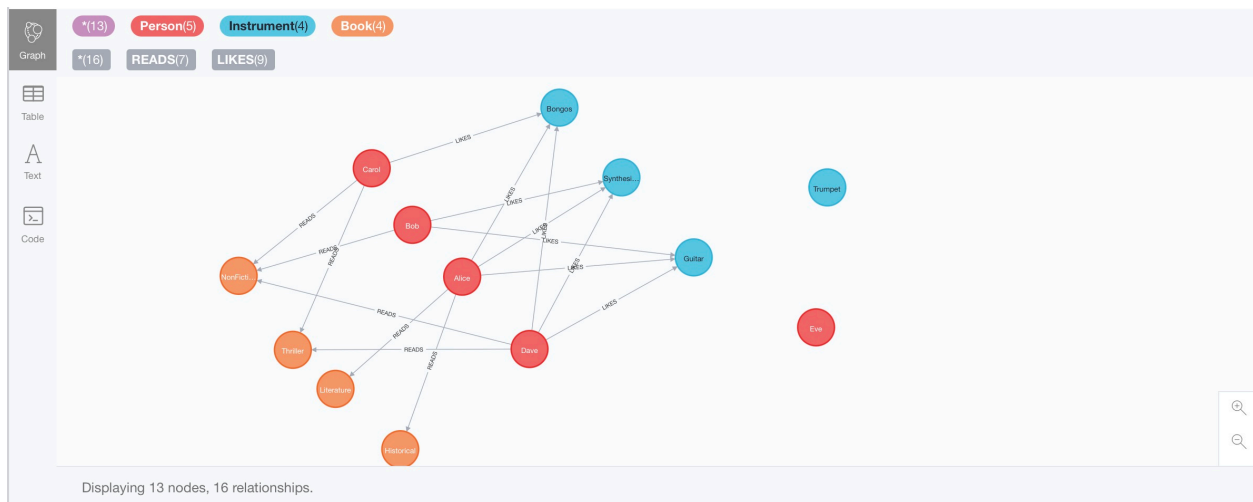 *(13) Person(5) Instrument(4) Book(4)
Graph
*(16) READS(7) LIKES(9)
Table
Text
Code
Bongos
LIKES
Carol
Synthesi...
Trumpet
LIKES
LIKES
READS
Bob
READS
LIKES
LIKES
LIKES
READS
Guitar
NonFicti...
Alice
LIKES
LIKES
LIKES
READS
READS
Eve
Thriller
READS
Dave
READS
Literature
Historical
Displaying 13 nodes, 16 relationships.